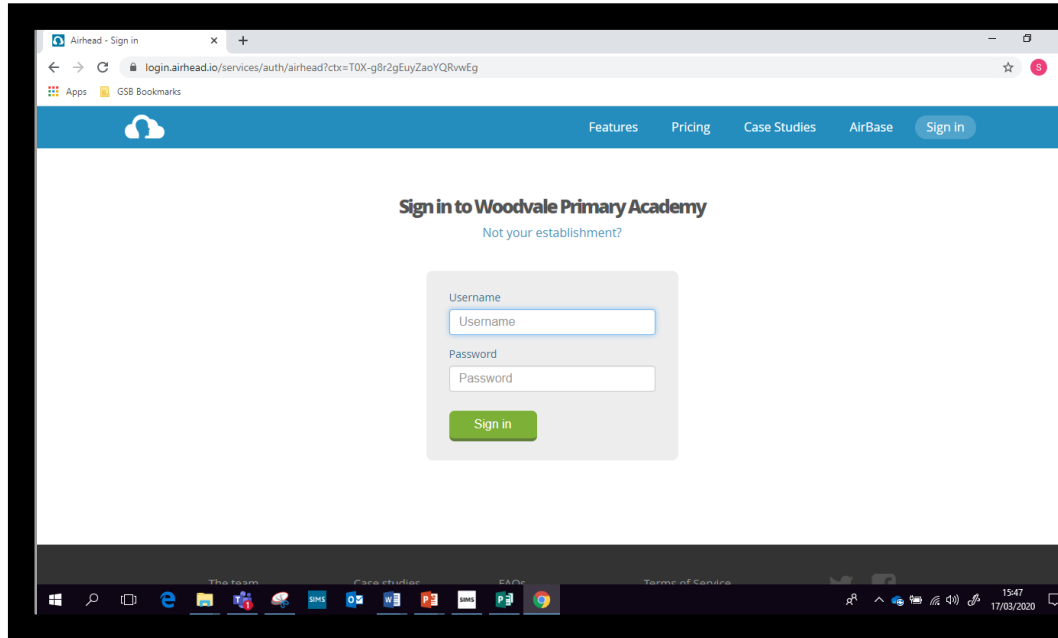 Airhead - Sign in
login.airhead.io/services/auth/airhead?ctx=T0X-g8r2gEuyZaoYQRvwEg
S
Apps GSB Bookmarks
Features Pricing Case Studies AirBase Sign in
Sign in to Woodvale Primary Academy
Not your establishment?
Username
Username
Password
Password
Sign in
The team Case studies FAQs Terms of Service
15:47
SIMS SIMS
17/03/2020